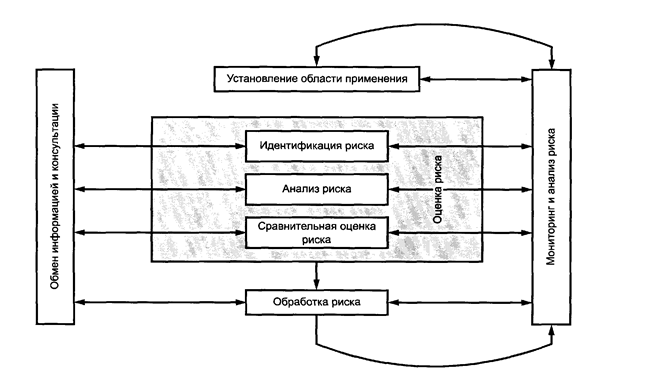 Установление области применения
Обмен информацией и консультации
Идентификация риска
Анализ риска
Сравнительная оценка
риска
Оценка риска
Обработка риска
Мониторинг и анализ риска